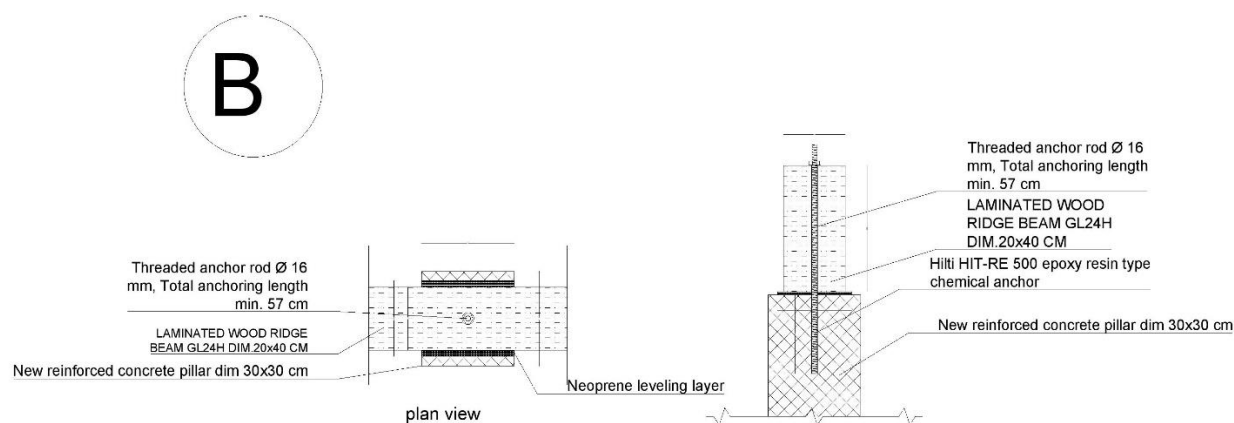 B
Threaded anchor rod Ø 16
mm, Total anchoring length
min. 57 cm
LAMINATED WOOD RIDGE
BEAM GL24H DIM.20x40 CM
New reinforced concrete pillar dim 30x30 cm
Neoprene leveling layer
plan view
Threaded anchor rod Ø 16
mm, Total anchoring length
min. 57 cm
LAMINATED WOOD
RIDGE BEAM GL24H
DIM.20x40 CM
Hilti HIT-RE 500 epoxy resin type
chemical anchor
New reinforced concrete pillar dim 30x30 cm